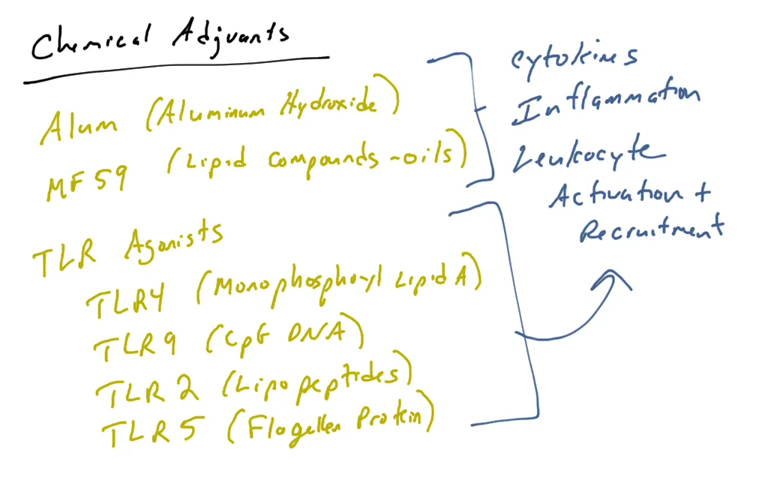 Chemical Adjuvants
Alum (Aluminum Hydroxide)
MF59 (Lipid Compounds-oils)
TLR Agonists
TLR4 (Monophosphoryl Lipid A)
TLR9 (CpG DNA)
TLR2 (Lipopeptides)
TLR5 (Flagellen Protein)
Cytokines
Inflammation
Leukocyte
Activation +
Recruitment